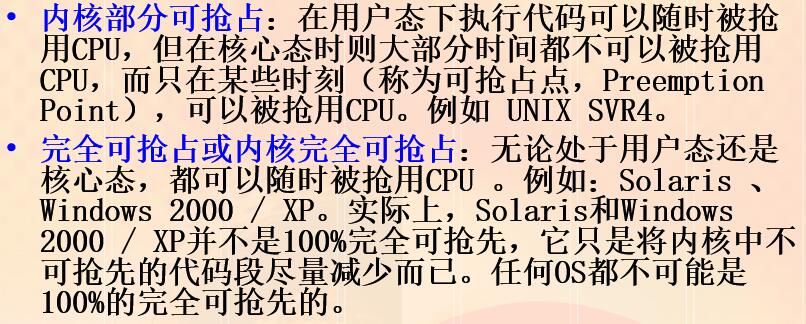 • 内核部分可抢占：在用户态下执行代码可以随时被抢
用CPU，但在核心态时则大部分时间都不可以被抢用
CPU，而只在某些时刻（称为可抢占点，Preemption
Point），可以被抢用CPU。例如 UNIX SVR4。
• 完全可抢占或内核完全可抢占：无论处于用户态还是
核心态，都可以随时被抢用CPU 。例如：Solaris 、
Windows 2000 / XP。实际上，Solaris和Windows
2000 / XP并不是100%完全可抢先，它只是将内核中不
可抢先的代码段尽量减少而已。任何OS都不可能是
100%的完全可抢先的。